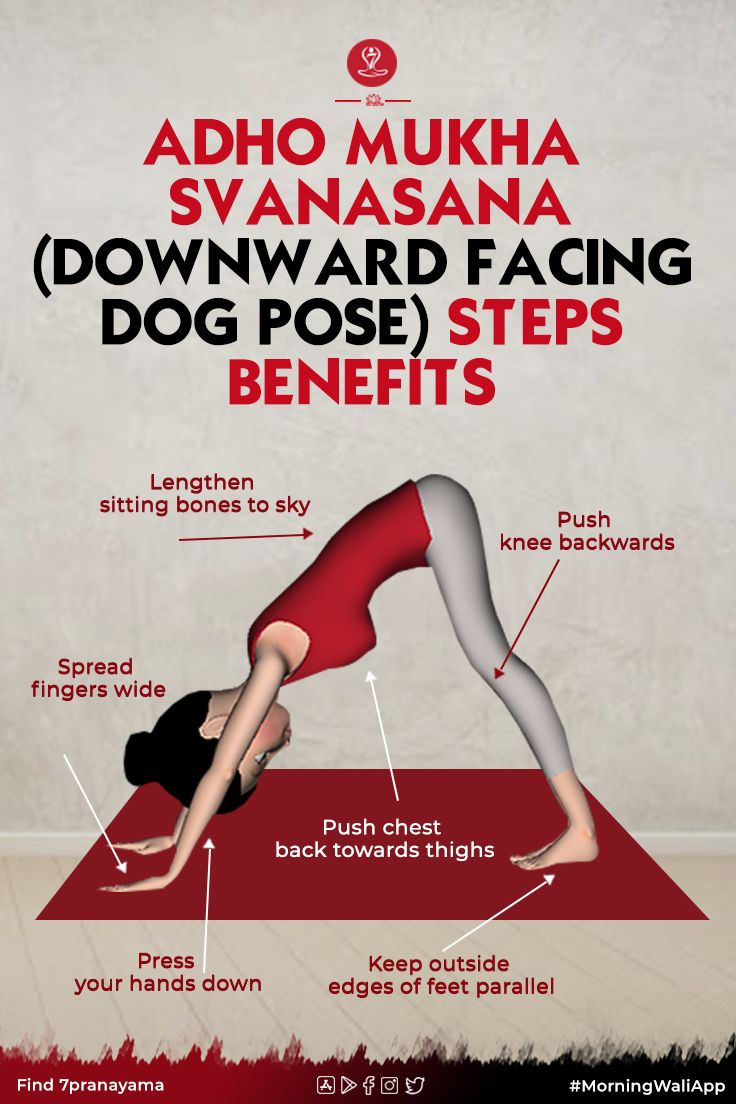 ADHO MUKHA
SVANASANA
(DOWNWARD FACING
DOG POSE) STEPS
BENEFITS
Lengthen
sitting bones to sky
Push
knee backwards
Spread
fingers wide
Push chest
back towards thighs
Press
your hands down
Keep outside
edges of feet parallel
Find 7pranayama
#MorningWaliApp